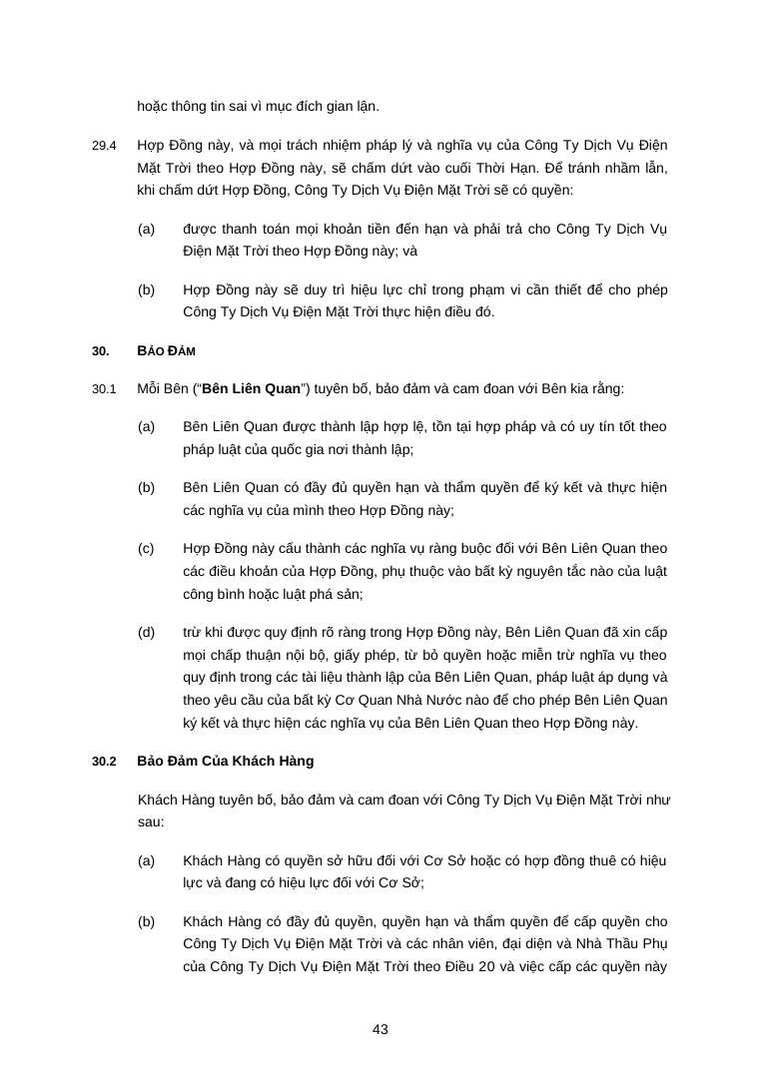 hoặc thông tin sai vì mục đích gian lận.
29.4 Hợp Đồng này, và mọi trách nhiệm pháp lý và nghĩa vụ của Công Ty Dịch Vụ Điện
Mặt Trời theo Hợp Đồng này, sẽ chấm dứt vào cuối Thời Hạn. Để tránh nhầm lẫn,
khi chấm dứt Hợp Đồng, Công Ty Dịch Vụ Điện Mặt Trời sẽ có quyền:
(a) được thanh toán mọi khoản tiền đến hạn và phải trả cho Công Ty Dịch Vụ
Điện Mặt Trời theo Hợp Đồng này; và
(b) Hợp Đồng này sẽ duy trì hiệu lực chỉ trong phạm vi cần thiết để cho phép
Công Ty Dịch Vụ Điện Mặt Trời thực hiện điều đó.
30. BẢO ĐẢM
30.1 Mỗi Bên (“Bên Liên Quan”) tuyên bố, bảo đảm và cam đoan với Bên kia rằng:
(a) Bên Liên Quan được thành lập hợp lệ, tồn tại hợp pháp và có uy tín tốt theo
pháp luật của quốc gia nơi thành lập;
(b) Bên Liên Quan có đầy đủ quyền hạn và thẩm quyền để ký kết và thực hiện
các nghĩa vụ của mình theo Hợp Đồng này;
(c) Hợp Đồng này cấu thành các nghĩa vụ ràng buộc đối với Bên Liên Quan theo
các điều khoản của Hợp Đồng, phụ thuộc vào bất kỳ nguyên tắc nào của luật
công bình hoặc luật phá sản;
(d) trừ khi được quy định rõ ràng trong Hợp Đồng này, Bên Liên Quan đã xin cấp
mọi chấp thuận nội bộ, giấy phép, từ bỏ quyền hoặc miễn trừ nghĩa vụ theo
quy định trong các tài liệu thành lập của Bên Liên Quan, pháp luật áp dụng và
theo yêu cầu của bất kỳ Cơ Quan Nhà Nước nào để cho phép Bên Liên Quan
ký kết và thực hiện các nghĩa vụ của Bên Liên Quan theo Hợp Đồng này.
30.2 Bảo Đảm Của Khách Hàng
Khách Hàng tuyên bố, bảo đảm và cam đoan với Công Ty Dịch Vụ Điện Mặt Trời như
sau:
(a) Khách Hàng có quyền sở hữu đối với Cơ Sở hoặc có hợp đồng thuê có hiệu
lực và đang có hiệu lực đối với Cơ Sở;
(b) Khách Hàng có đầy đủ quyền, quyền hạn và thẩm quyền để cấp quyền cho
Công Ty Dịch Vụ Điện Mặt Trời và các nhân viên, đại diện và Nhà Thầu Phụ
của Công Ty Dịch Vụ Điện Mặt Trời theo Điều 20 và việc cấp các quyền này
43